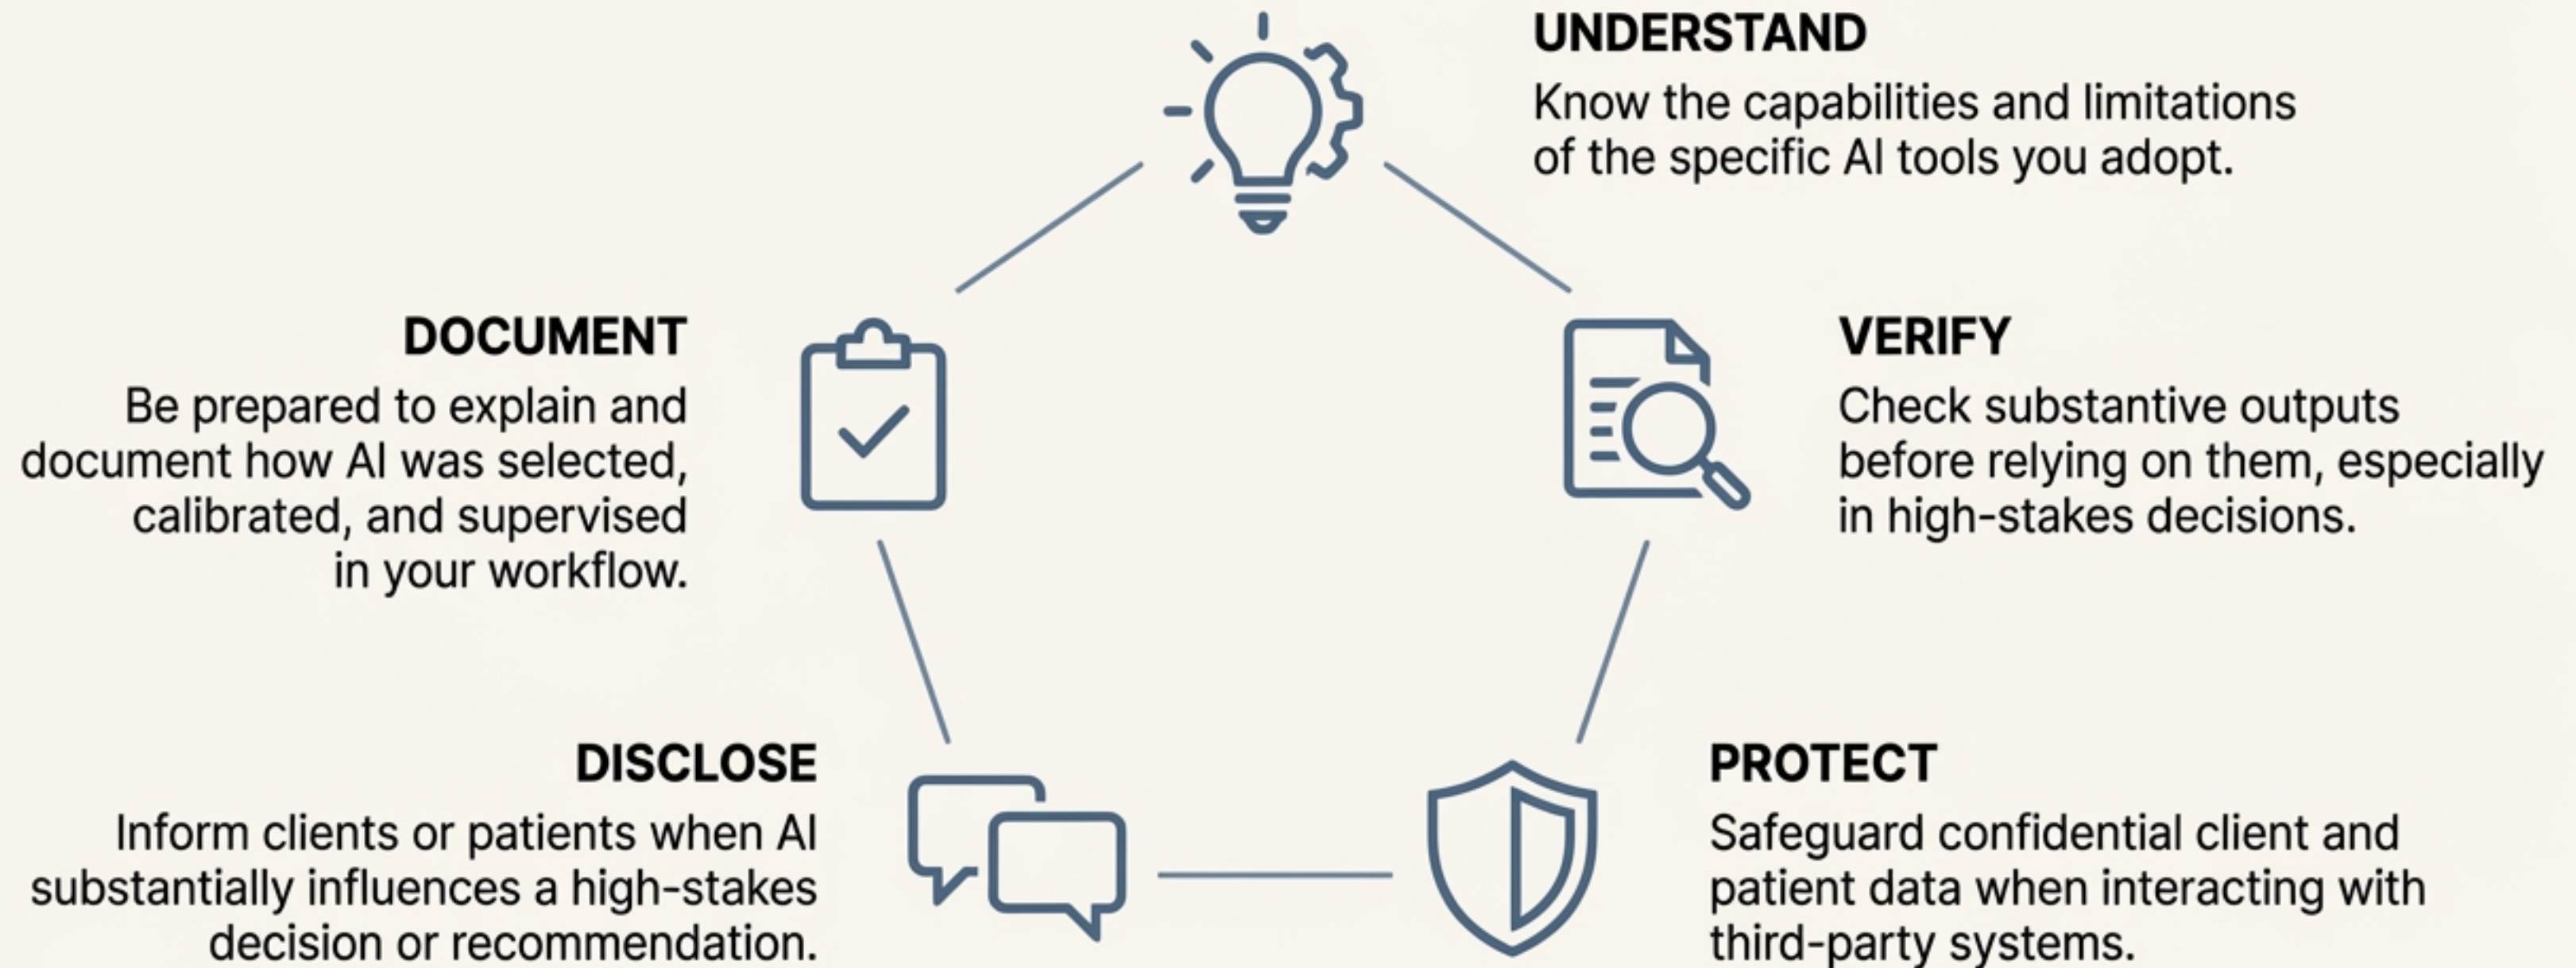 UNDERSTAND
Know the capabilities and limitations
of the specific AI tools you adopt.
VERIFY
Check substantive outputs
before relying on them, especially
in high-stakes decisions.
PROTECT
Safeguard confidential client and
patient data when interacting with
third-party systems.
DISCLOSE
Inform clients or patients when AI
substantially influences a high-stakes
decision or recommendation.
DOCUMENT
Be prepared to explain and
document how AI was selected,
calibrated, and supervised
in your workflow.